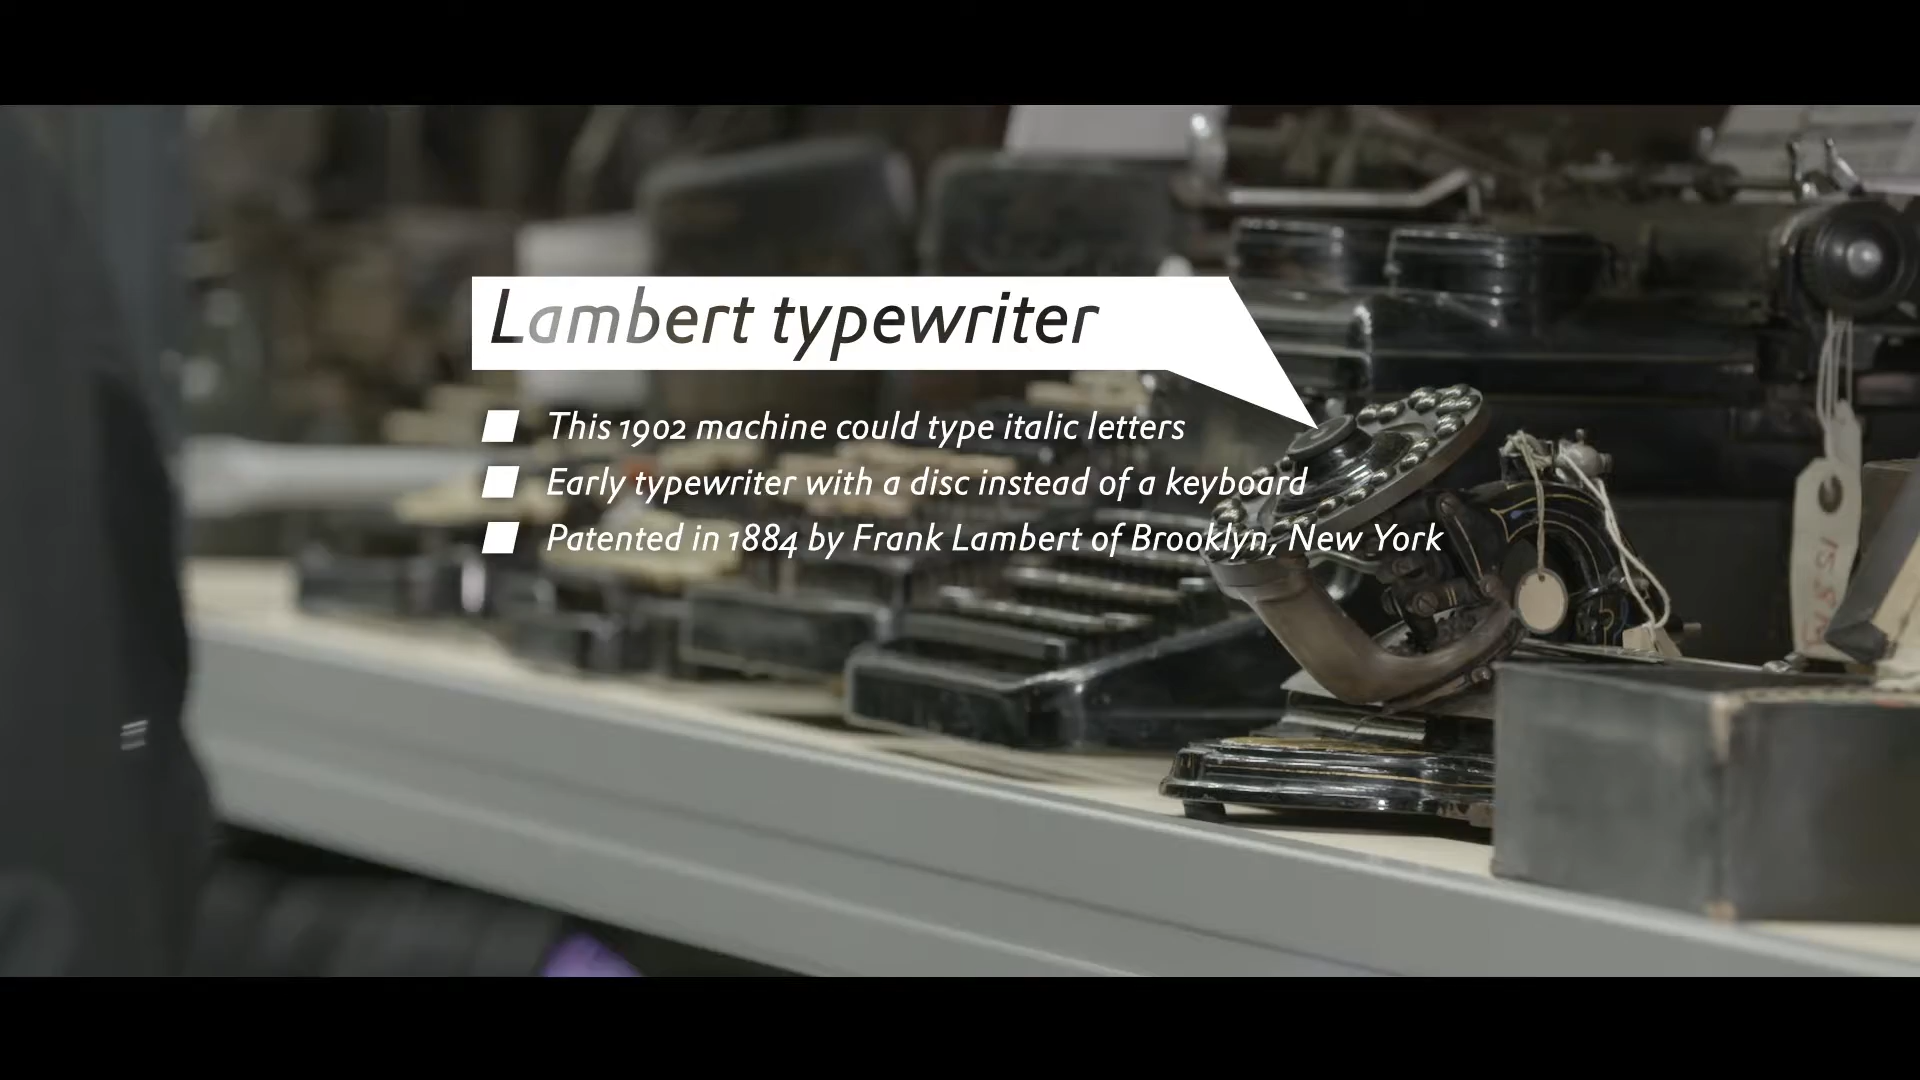 Lambert typewriter
This 1902 machine could type italic letters
Early typewriter with a disc instead of a keyboard
Patented in 1884 by Frank Lambert of Brooklyn, New York